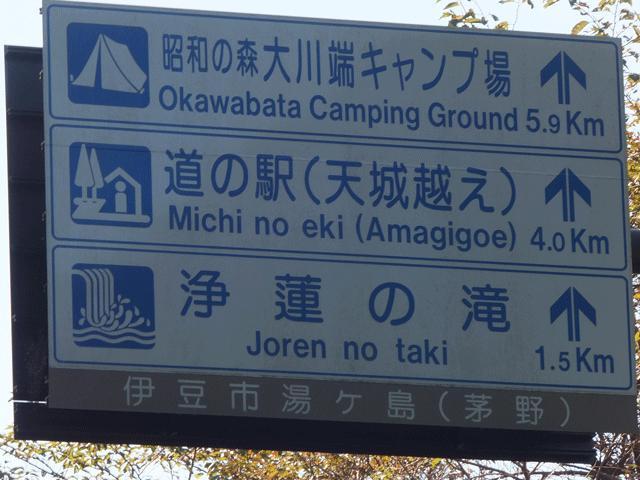 昭和の森大川端キャンプ場
Okawabata Camping Ground 5.9 Km
道の駅(天城越え)
Michi no eki (Amagigoe) 4.0 Km
浄蓮の滝
Joren no taki 1.5 Km
伊豆市湯ケ島(茅野)